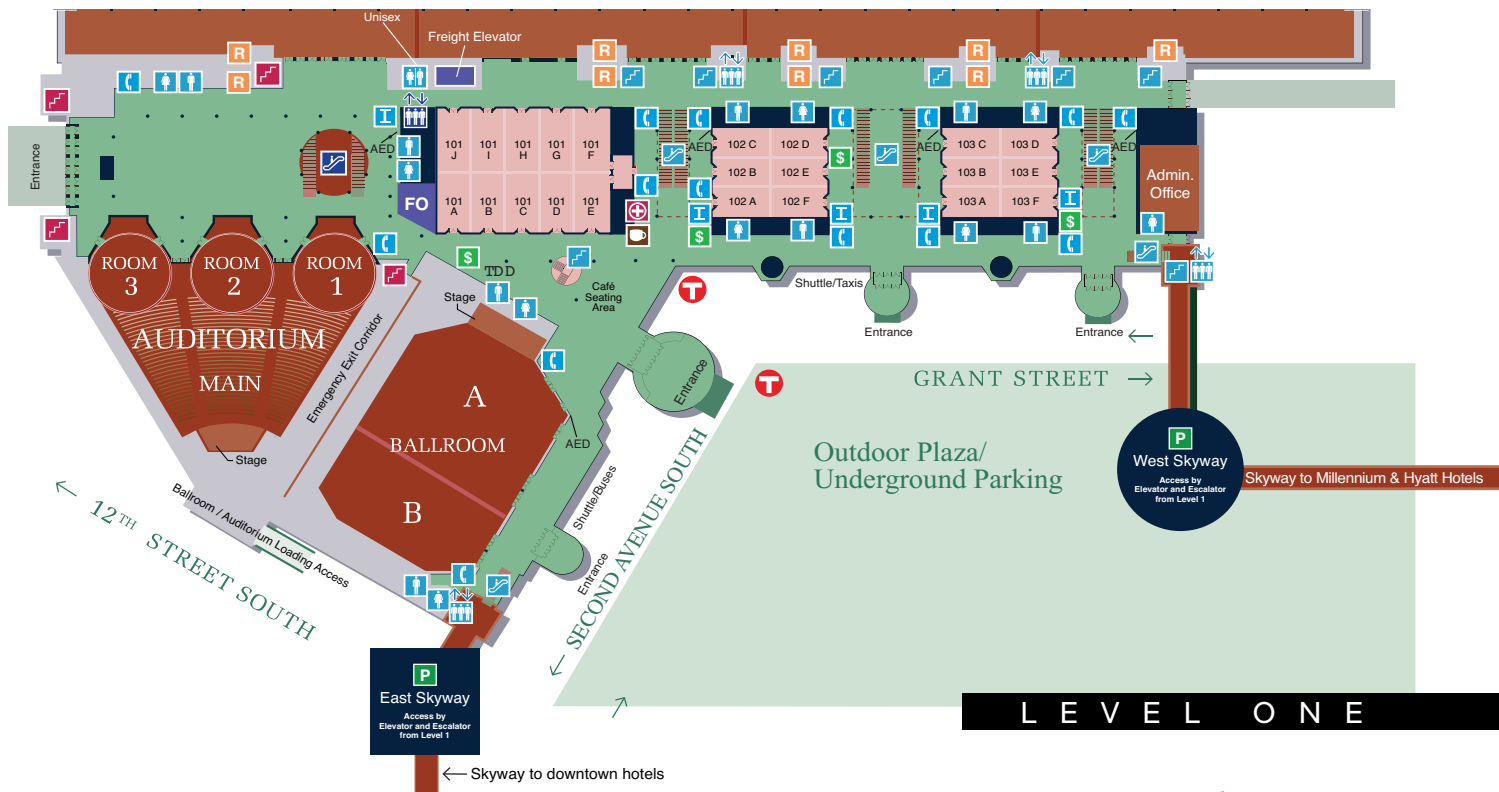 Unisex
Freight Elevator
R
R
R
R
R
R
R
R
R
Entrance
AED
FO
101 J
101 I
101 H
101 G
101 F
101 A
101 B
101 C
101 D
101 E
AED
102 C
102 D
102 B
102 E
102 A
102 F
$
$
AED
103 C
103 D
103 B
103 E
103 A
103 F
$
AED
Admin.
Office
ROOM
3
ROOM
2
ROOM
1
AUDITORIUM
MAIN
Stage
$
TDD
Stage
Café
Seating
Area
Emergency Exit Corridor
A
BALLROOM
B
AED
T
T
Shuttle/Taxis
Entrance
Entrance
Entrance
Entrance
Shuttle/Buses
GRANT STREET
SECOND AVENUE SOUTH
12TH STREET SOUTH
Ballroom / Auditorium Loading Access
Outdoor Plaza/
Underground Parking
P
West Skyway
Access by
Elevator and Escalator
from Level 1
Skyway to Millennium & Hyatt Hotels
P
East Skyway
Access by
Elevator and Escalator
from Level 1
Skyway to downtown hotels
LEVEL ONE